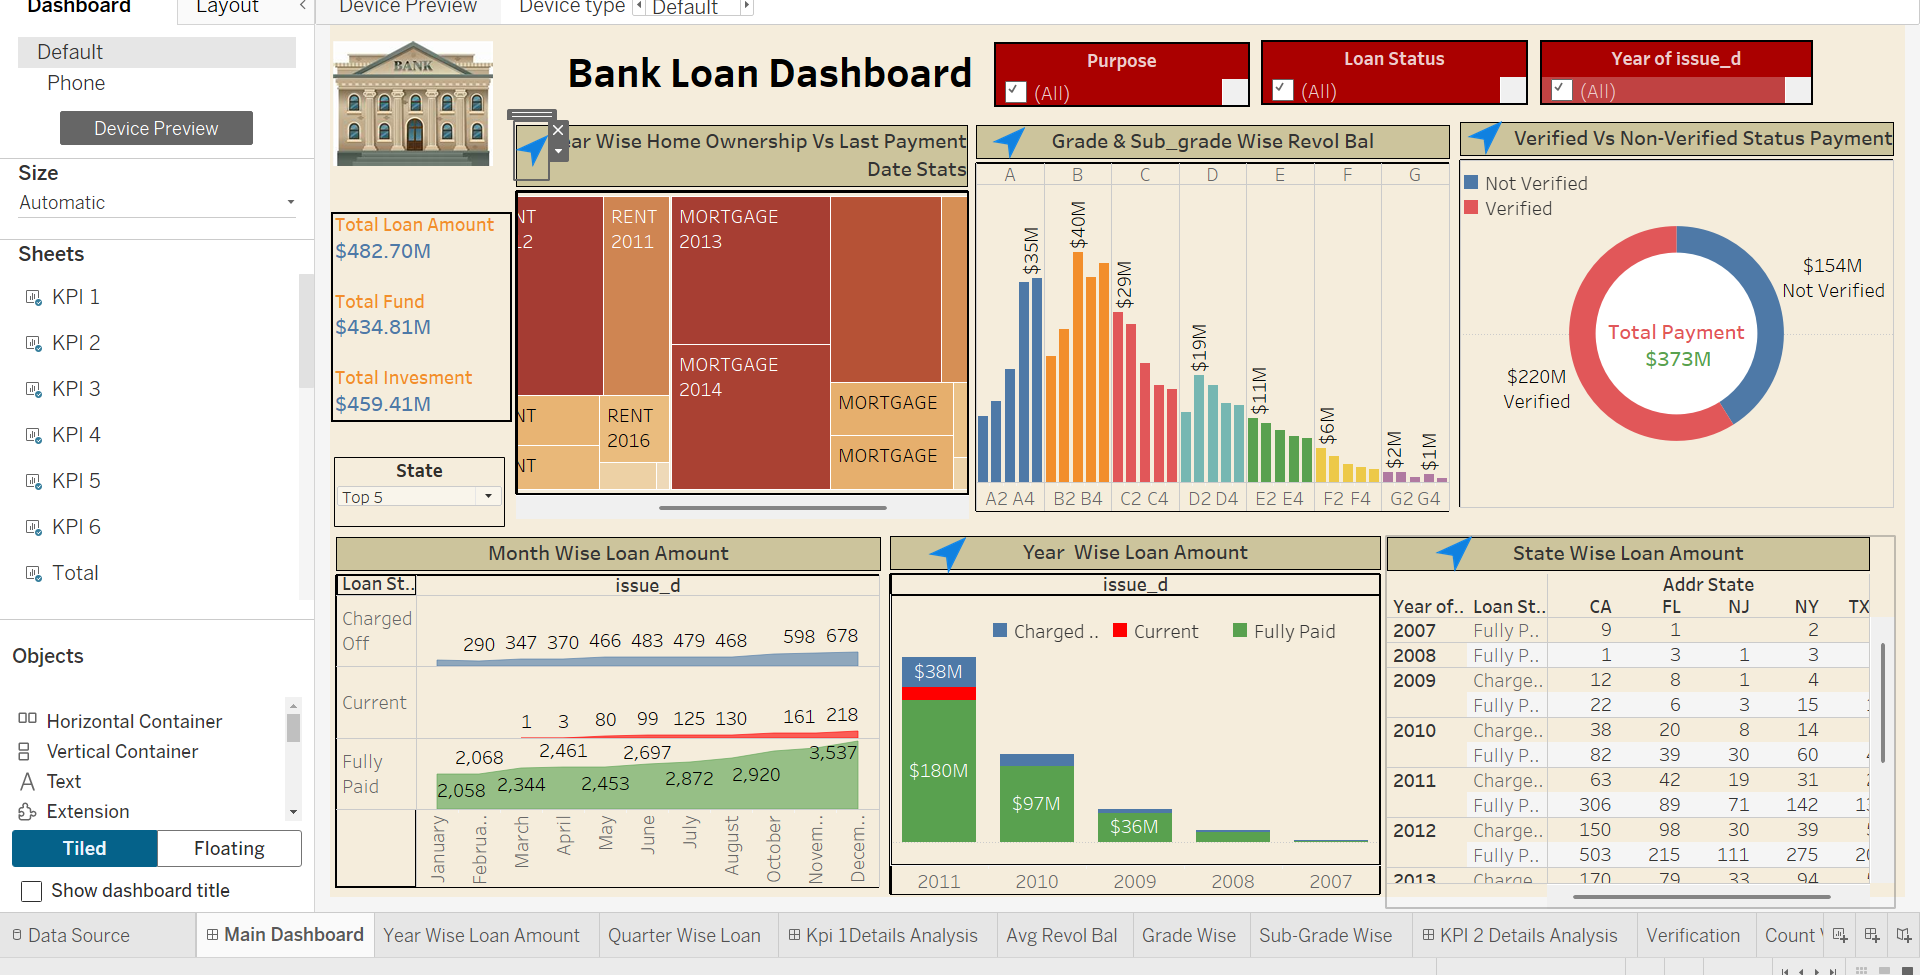 Dashboard
Layout
Device Preview
Device type
Default
Default
Phone
Device Preview
Size
Automatic
Sheets
KPI 1
KPI 2
KPI 3
KPI 4
KPI 5
KPI 6
Total
Objects
Horizontal Container
Vertical Container
Text
Extension
Tiled
Floating
Show dashboard title
BANK
Bank Loan Dashboard
Purpose
(All)
Loan Status
(All)
Year of issue_d
(All)
Total Loan Amount
$482.70M
Total Fund
$434.81M
Total Invesment
$459.41M
State
Top 5
ear Wise Home Ownership Vs Last Payment
Date Stats
NT
12
RENT
2011
MORTGAGE
2013
MORTGAGE
2014
NT
RENT
2016
NT
MORTGAGE
MORTGAGE
Grade & Sub_grade Wise Revol Bal
A B C D E F G
$35M $40M $29M $19M $11M $6M $2M $1M
A2 A4 B2 B4 C2 C4 D2 D4 E2 E4 F2 F4 G2 G4
Verified Vs Non-Verified Status Payment
Not Verified
Verified
$154M
Not Verified
Total Payment
$373M
$220M
Verified
Month Wise Loan Amount
Loan St..
issue_d
Charged
Off
290 347 370 466 483 479 468 598 678
Current
1 3 80 99 125 130 161 218
Fully
Paid
2,058 2,068 2,344 2,461 2,453 2,697 2,872 2,920 3,537
January Februa.. March April May June July August October Novem.. Decem..
Year Wise Loan Amount
issue_d
Charged .. Current Fully Paid
$38M
$180M
$97M
$36M
2011 2010 2009 2008 2007
State Wise Loan Amount
Addr State
Year of.. Loan St.. CA FL NJ NY TX
2007 Fully P.. 9 1 2
2008 Fully P.. 1 3 1 3
2009 Charge.. 12 8 1 4
Fully P.. 22 6 3 15
2010 Charge.. 38 20 8 14
Fully P.. 82 39 30 60
2011 Charge.. 63 42 19 31
Fully P.. 306 89 71 142
2012 Charge.. 150 98 30 39
Fully P.. 503 215 111 275
2013 Charge 170 79 33 94
Data Source
Main Dashboard
Year Wise Loan Amount
Quarter Wise Loan
Kpi 1Details Analysis
Avg Revol Bal
Grade Wise
Sub-Grade Wise
KPI 2 Details Analysis
Verification
Count